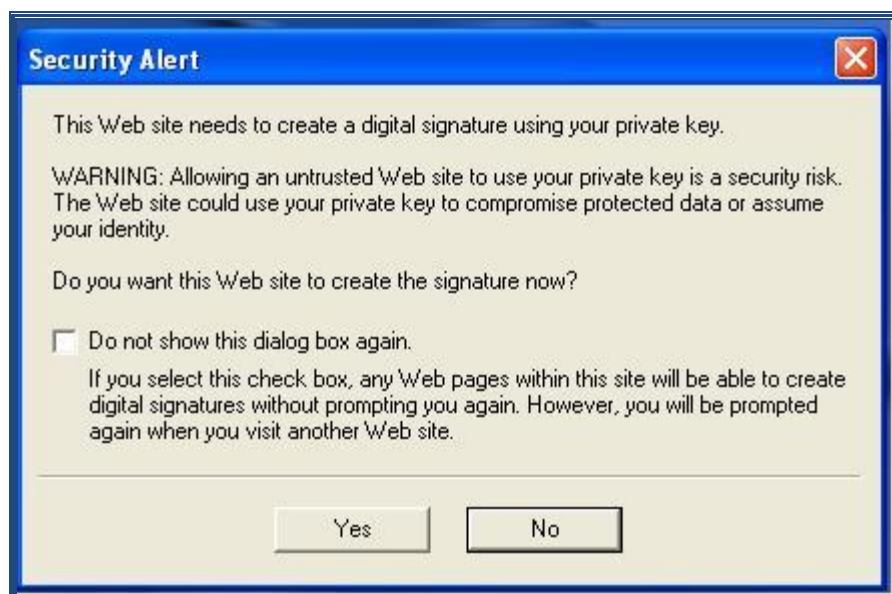 Security Alert
This Web site needs to create a digital signature using your private key.
WARNING: Allowing an untrusted Web site to use your private key is a security risk.
The Web site could use your private key to compromise protected data or assume
your identity.
Do you want this Web site to create the signature now?
Do not show this dialog box again.
If you select this check box, any Web pages within this site will be able to create
digital signatures without prompting you again. However, you will be prompted
again when you visit another Web site.
Yes No